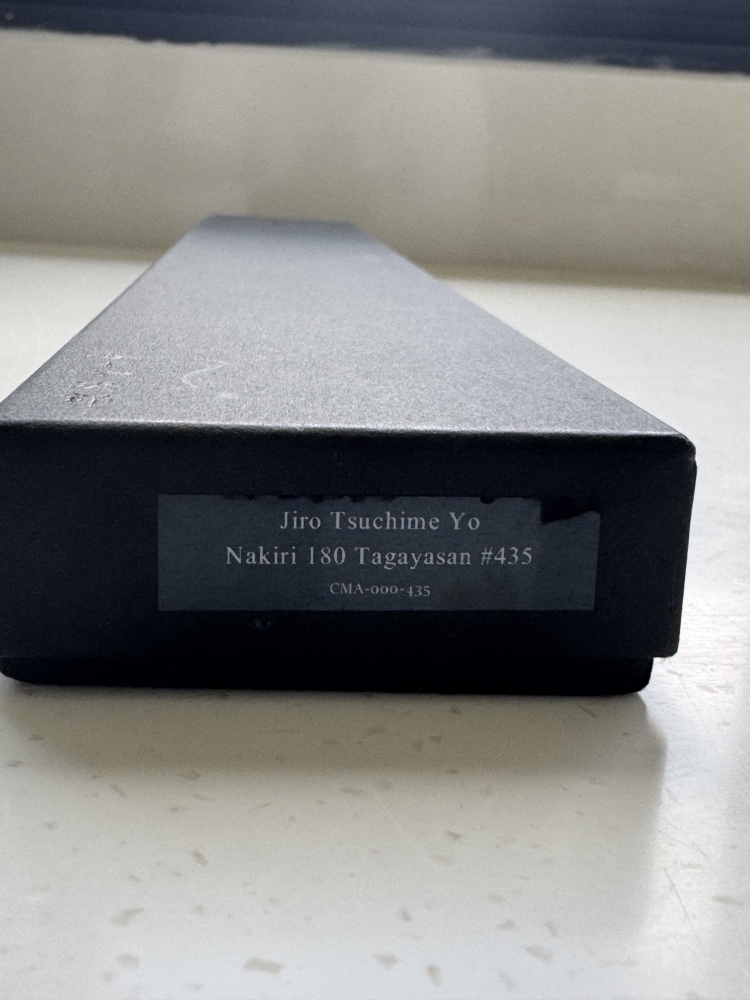 Jiro Tsuchime Yo
Nakiri 180 Tagayasan #435
CMA-000-435